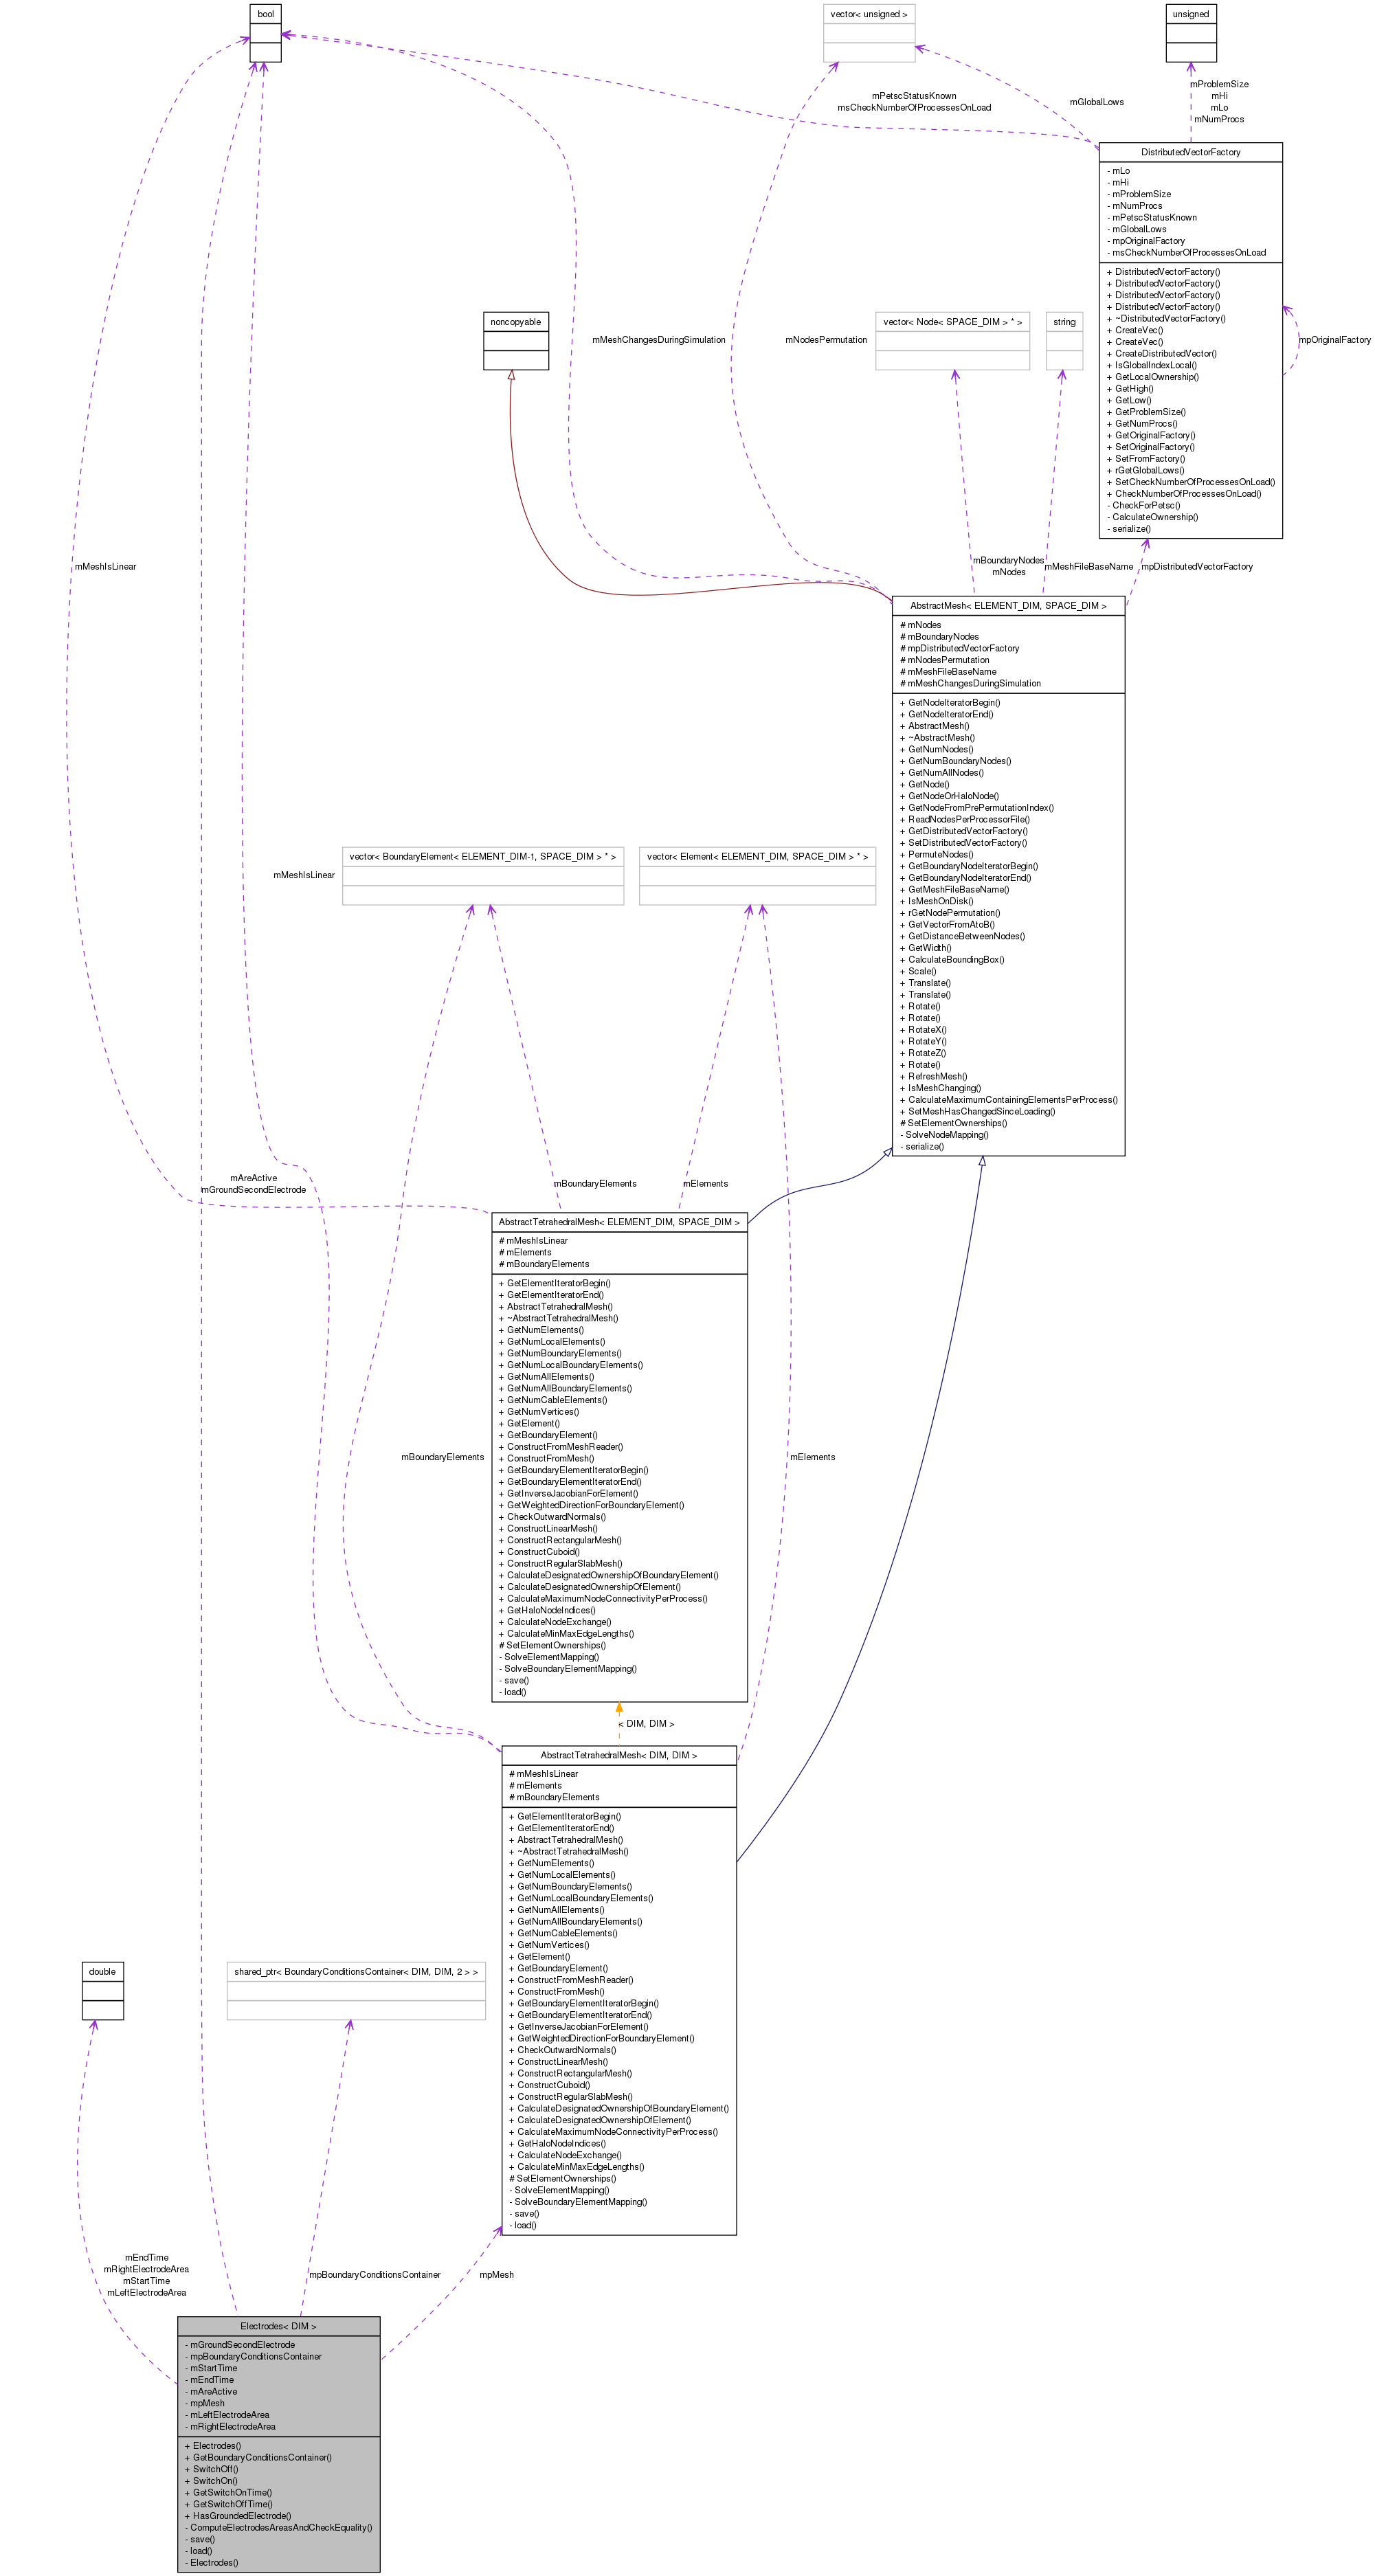 bool
vector< unsigned >
unsigned
mProblemSize
mHi
mLo
mNumProcs
mPetscStatusKnown
msCheckNumberOfProcessesOnLoad
mGlobalLows
DistributedVectorFactory
- mLo
- mHi
- mProblemSize
- mNumProcs
- mPetscStatusKnown
- mGlobalLows
- mpOriginalFactory
- msCheckNumberOfProcessesOnLoad
+ DistributedVectorFactory()
+ DistributedVectorFactory()
+ DistributedVectorFactory()
+ DistributedVectorFactory()
+ ~DistributedVectorFactory()
+ CreateVec()
+ CreateVec()
+ CreateDistributedVector()
+ IsGlobalIndexLocal()
+ GetLocalOwnership()
+ GetHigh()
+ GetLow()
+ GetProblemSize()
+ GetNumProcs()
+ GetOriginalFactory()
+ SetOriginalFactory()
+ SetFromFactory()
+ rGetGlobalLows()
+ SetCheckNumberOfProcessesOnLoad()
+ CheckNumberOfProcessesOnLoad()
- CheckForPetsc()
- CalculateOwnership()
- serialize()
mpOriginalFactory
noncopyable
vector< Node< SPACE_DIM > * >
string
mMeshChangesDuringSimulation
mNodesPermutation
mMeshIsLinear
mBoundaryNodes
mNodes
mMeshFileBaseName
mpDistributedVectorFactory
AbstractMesh< ELEMENT_DIM, SPACE_DIM >
# mNodes
# mBoundaryNodes
# mpDistributedVectorFactory
# mNodesPermutation
# mMeshFileBaseName
# mMeshChangesDuringSimulation
+ GetNodeIteratorBegin()
+ GetNodeIteratorEnd()
+ AbstractMesh()
+ ~AbstractMesh()
+ GetNumNodes()
+ GetNumBoundaryNodes()
+ GetNumAllNodes()
+ GetNode()
+ GetNodeOrHaloNode()
+ GetNodeFromPrePermutationIndex()
+ ReadNodesPerProcessorFile()
+ GetDistributedVectorFactory()
+ SetDistributedVectorFactory()
+ PermuteNodes()
+ GetBoundaryNodeIteratorBegin()
+ GetBoundaryNodeIteratorEnd()
+ GetMeshFileBaseName()
+ IsMeshOnDisk()
+ rGetNodePermutation()
+ GetVectorFromAtoB()
+ GetDistanceBetweenNodes()
+ GetWidth()
+ CalculateBoundingBox()
+ Scale()
+ Translate()
+ Translate()
+ Rotate()
+ Rotate()
+ RotateX()
+ RotateY()
+ RotateZ()
+ Rotate()
+ RefreshMesh()
+ IsMeshChanging()
+ CalculateMaximumContainingElementsPerProcess()
+ SetMeshHasChangedSinceLoading()
# SetElementOwnerships()
- SolveNodeMapping()
- serialize()
mMeshIsLinear
vector< BoundaryElement< ELEMENT_DIM-1, SPACE_DIM > * >
vector< Element< ELEMENT_DIM, SPACE_DIM > * >
mAreActive
mGroundSecondElectrode
mBoundaryElements
mElements
AbstractTetrahedralMesh< ELEMENT_DIM, SPACE_DIM >
# mMeshIsLinear
# mElements
# mBoundaryElements
+ GetElementIteratorBegin()
+ GetElementIteratorEnd()
+ AbstractTetrahedralMesh()
+ ~AbstractTetrahedralMesh()
+ GetNumElements()
+ GetNumLocalElements()
+ GetNumBoundaryElements()
+ GetNumLocalBoundaryElements()
+ GetNumAllElements()
+ GetNumAllBoundaryElements()
+ GetNumCableElements()
+ GetNumVertices()
+ GetElement()
+ GetBoundaryElement()
+ ConstructFromMeshReader()
+ ConstructFromMesh()
+ GetBoundaryElementIteratorBegin()
+ GetBoundaryElementIteratorEnd()
+ GetInverseJacobianForElement()
+ GetWeightedDirectionForBoundaryElement()
+ CheckOutwardNormals()
+ ConstructLinearMesh()
+ ConstructRectangularMesh()
+ ConstructCuboid()
+ ConstructRegularSlabMesh()
+ CalculateDesignatedOwnershipOfBoundaryElement()
+ CalculateDesignatedOwnershipOfElement()
+ CalculateMaximumNodeConnectivityPerProcess()
+ GetHaloNodeIndices()
+ CalculateNodeExchange()
+ CalculateMinMaxEdgeLengths()
# SetElementOwnerships()
- SolveElementMapping()
- SolveBoundaryElementMapping()
- save()
- load()
mBoundaryElements
mElements
< DIM, DIM >
AbstractTetrahedralMesh< DIM, DIM >
# mMeshIsLinear
# mElements
# mBoundaryElements
+ GetElementIteratorBegin()
+ GetElementIteratorEnd()
+ AbstractTetrahedralMesh()
+ ~AbstractTetrahedralMesh()
+ GetNumElements()
+ GetNumLocalElements()
+ GetNumBoundaryElements()
+ GetNumLocalBoundaryElements()
+ GetNumAllElements()
+ GetNumAllBoundaryElements()
+ GetNumCableElements()
+ GetNumVertices()
+ GetElement()
+ GetBoundaryElement()
+ ConstructFromMeshReader()
+ ConstructFromMesh()
+ GetBoundaryElementIteratorBegin()
+ GetBoundaryElementIteratorEnd()
+ GetInverseJacobianForElement()
+ GetWeightedDirectionForBoundaryElement()
+ CheckOutwardNormals()
+ ConstructLinearMesh()
+ ConstructRectangularMesh()
+ ConstructCuboid()
+ ConstructRegularSlabMesh()
+ CalculateDesignatedOwnershipOfBoundaryElement()
+ CalculateDesignatedOwnershipOfElement()
+ CalculateMaximumNodeConnectivityPerProcess()
+ GetHaloNodeIndices()
+ CalculateNodeExchange()
+ CalculateMinMaxEdgeLengths()
# SetElementOwnerships()
- SolveElementMapping()
- SolveBoundaryElementMapping()
- save()
- load()
double
shared_ptr< BoundaryConditionsContainer< DIM, DIM, 2 > >
mEndTime
mRightElectrodeArea
mStartTime
mLeftElectrodeArea
mpBoundaryConditionsContainer
mpMesh
Electrodes< DIM >
- mGroundSecondElectrode
- mpBoundaryConditionsContainer
- mStartTime
- mEndTime
- mAreActive
- mpMesh
- mLeftElectrodeArea
- mRightElectrodeArea
+ Electrodes()
+ GetBoundaryConditionsContainer()
+ SwitchOff()
+ SwitchOn()
+ GetSwitchOnTime()
+ GetSwitchOffTime()
+ HasGroundedElectrode()
- ComputeElectrodesAreasAndCheckEquality()
- save()
- load()
- Electrodes()